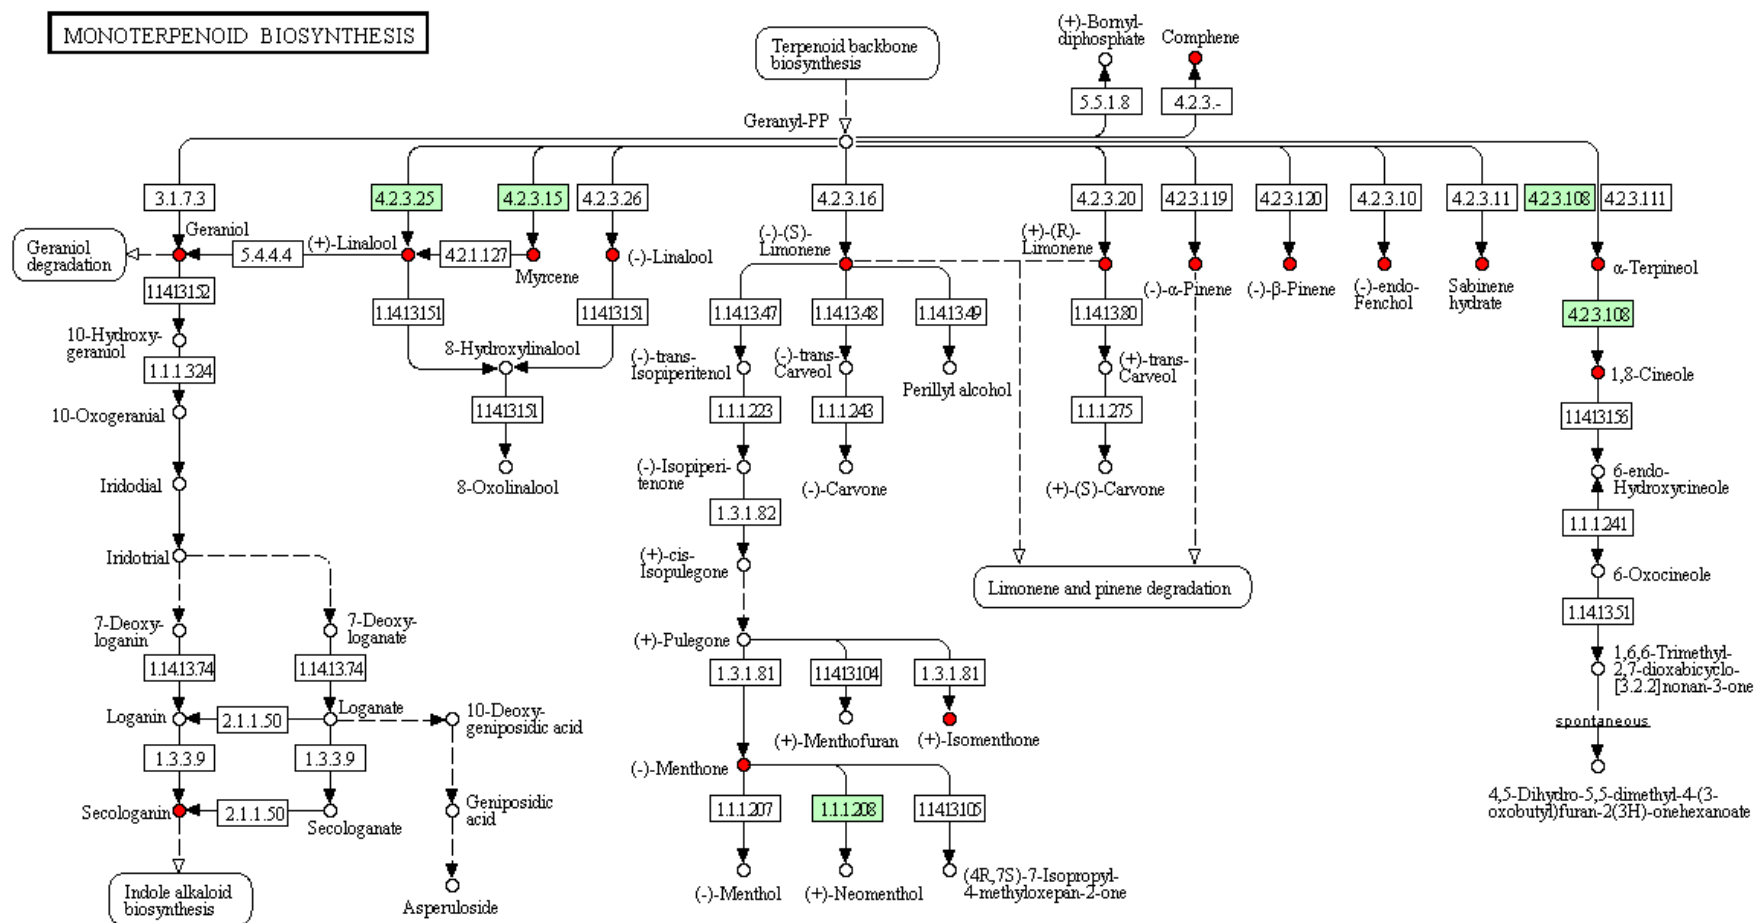 MONOTERPENOID BIOSYNTHESIS
Terpenoid backbone
biosynthesis
(+)-Bornyl-
diphosphate
Comphene
5.5.1.8
4.2.3.-
Geranyl-PP
3.1.7.3
4.2.3.25
4.2.3.15
4.2.3.26
4.2.3.16
4.2.3.20
4.2.3.119
4.2.3.120
4.2.3.10
4.2.3.11
4.2.3.108
4.2.3.111
Geraniol
degradation
Geraniol
5.4.4.4
(+)-Linalool
4.2.1.127
Myrcene
(-)-Linalool
(-)-(S)-
Limonene
(+)-(R)-
Limonene
(-)-α-Pinene
(-)-β-Pinene
(-)-endo-
Fenchol
Sabinene
hydrate
α-Terpineol
1.14.13.152
1.14.13.151
1.14.13.151
1.14.13.47
1.14.13.48
1.14.13.49
1.14.13.80
4.2.3.108
10-Hydroxy-
geraniol
8-Hydroxylinalool
(-)-trans-
Isopiperitenol
(-)-trans-
Carveol
Perillyl alcohol
(+)-trans-
Carveol
1,8-Cineole
1.1.1.324
10-Oxogeranial
1.14.13.151
1.1.1.223
1.1.1.243
1.1.1.275
1.14.13.156
8-Oxolinalool
(-)-Isopiperi-
tenone
(-)-Carvone
(+)-(S)-Carvone
6-endo-
Hydroxycineole
Iridodial
1.3.1.82
1.1.1.241
Iridotrial
(+)-cis-
Isopulegone
Limonene and pinene degradation
6-Oxocineole
7-Deoxy-
loganin
7-Deoxy-
loganate
(+)-Pulegone
1.14.13.51
1.14.13.74
1.14.13.74
1.3.1.81
1.14.13.104
1.3.1.81
1,6,6-Trimethyl-
2,7-dioxabicyclo-
[3.2.2]nonan-3-one
Loganin
2.1.1.50
Loganate
10-Deoxy-
geniposidic acid
(+)-Menthofuran
(+)-Isomenthone
spontaneous
1.3.3.9
1.3.3.9
(-)-Menthone
Secologanin
2.1.1.50
Secologanate
Geniposidic
acid
1.1.1.207
1.1.1.208
1.14.13.105
4,5-Dihydro-5,5-dimethyl-4-(3-
oxobutyl)furan-2(3H)-onehexanoate
Indole alkaloid
biosynthesis
Asperuloside
(-)-Menthol
(+)-Neomenthol
(4R,7S)-7-Isopropyl-
4-methyloxepan-2-one